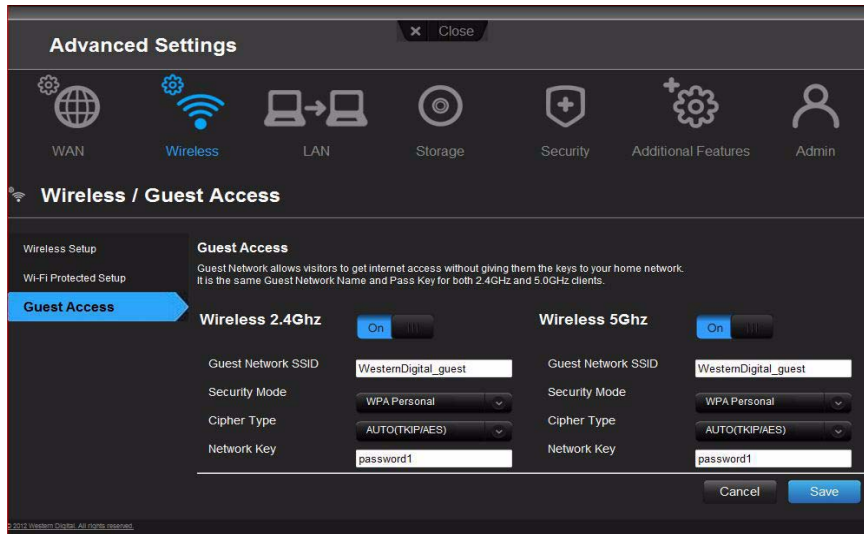 Close
Advanced Settings
WAN
Wireless
LAN
Storage
Security
Additional Features
Admin
Wireless / Guest Access
Wireless Setup
Wi-Fi Protected Setup
Guest Access
Guest Access
Guest Network allows visitors to get internet access without giving them the keys to your home network.
It is the same Guest Network Name and Pass Key for both 2.4GHz and 5.0GHz clients.
Wireless 2.4Ghz On
Guest Network SSID WesternDigital_guest
Security Mode WPA Personal
Cipher Type AUTO(TKIP/AES)
Network Key password1
Wireless 5Ghz On
Guest Network SSID WesternDigital_guest
Security Mode WPA Personal
Cipher Type AUTO(TKIP/AES)
Network Key password1
Cancel
Save
© 2012 Western Digital. All rights reserved.